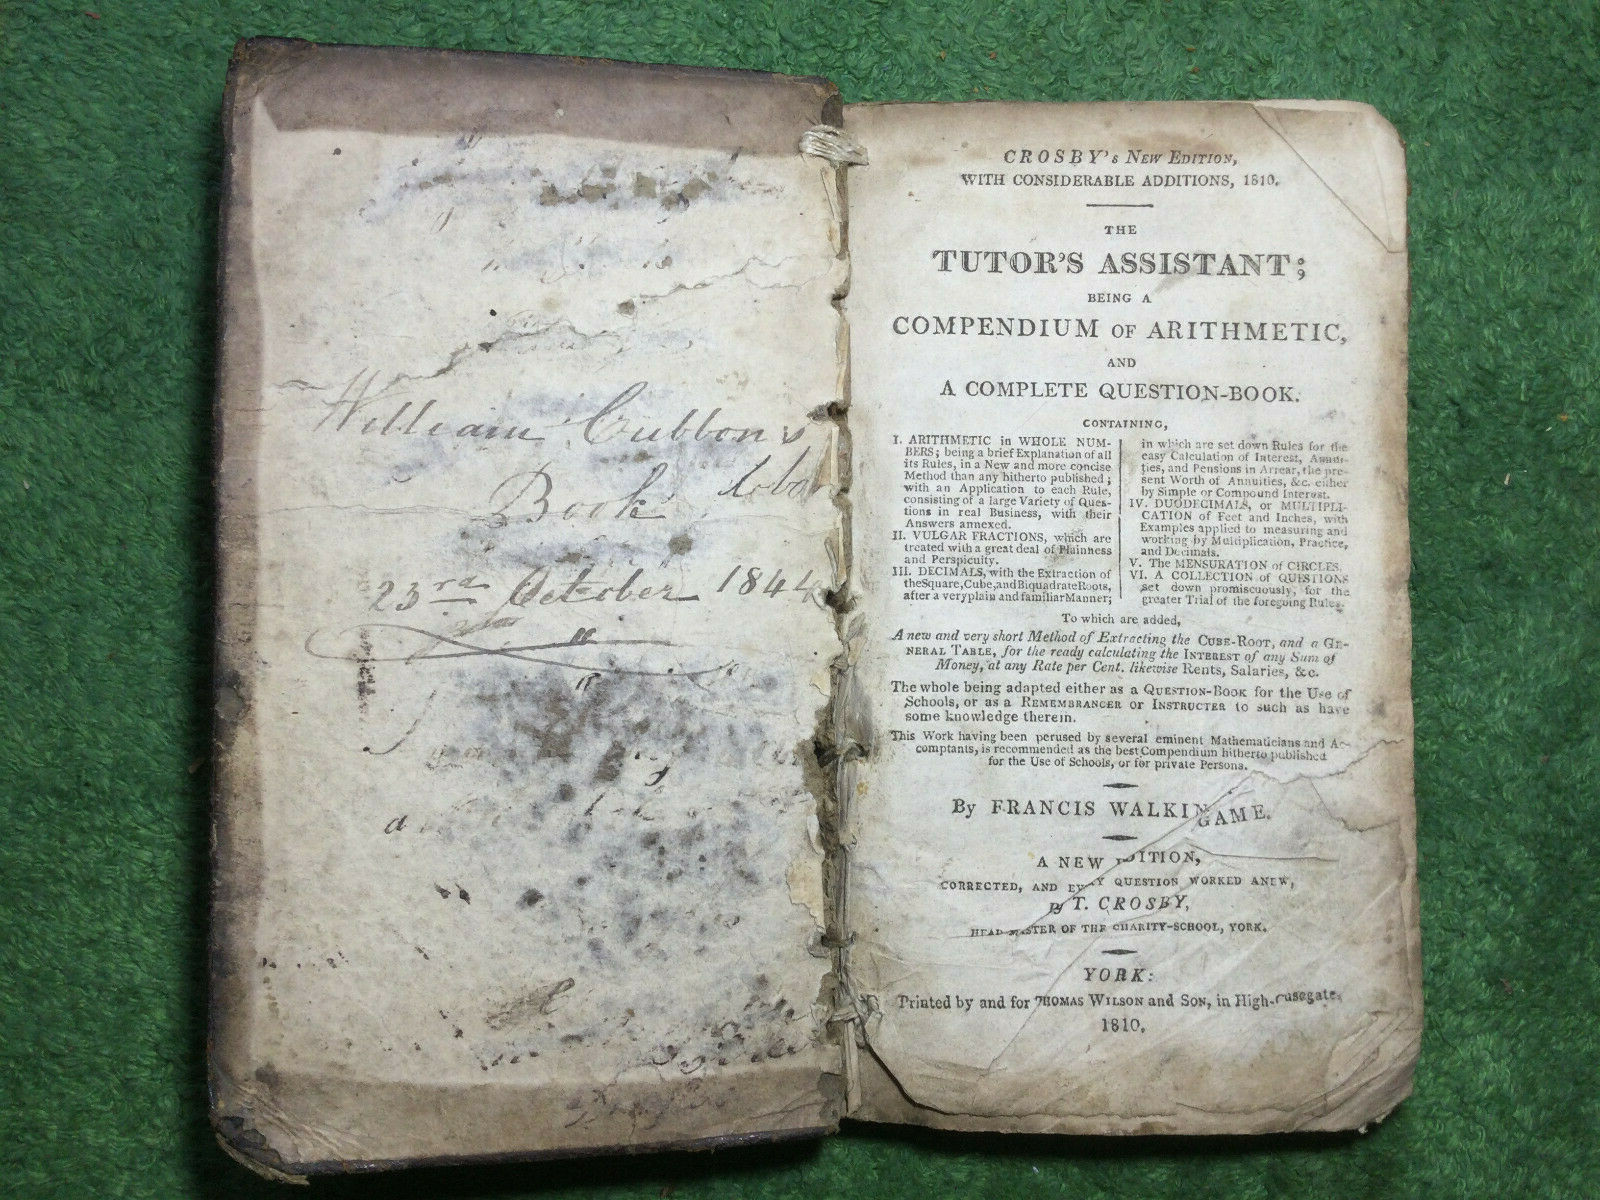 William Cubbon's
Book
23rd October 1844
CROSBY's NEW EDITION,
WITH CONSIDERABLE ADDITIONS, 1810.
THE
TUTOR'S ASSISTANT;
BEING A
COMPENDIUM OF ARITHMETIC,
AND
A COMPLETE QUESTION-BOOK.
CONTAINING,
I. ARITHMETIC in WHOLE NUM-
BERS; being a brief Explanation of all
its Rules, in a New and more concise
Method than any hitherto published;
with an Application to each Rule,
consisting of a large Variety of Ques-
tions in real Business, with their
Answers annexed.
II. VULGAR FRACTIONS, which are
treated with a great deal of Plainness
and Perspicuity.
III. DECIMALS, with the Extraction of
the Square, Cube, and Biquadrate Roots,
after a very plain and familiar Manner;
in which are set down Rules for the
easy Calculation of Interest, Annui-
ties, and Pensions in Arrear, the pre-
sent Worth of Annuities, &c. either
by Simple or Compound Interest.
IV. DUODECIMALS, or MULTIPLI-
CATION of Feet and Inches, with
Examples applied to measuring and
working by Multiplication, Practice,
and Decimals.
V. The MENSURATION of CIRCLES.
VI. A COLLECTION of QUESTIONS
set down promiscuously, for the
greater Trial of the foregoing Rules.
To which are added,
A new and very short Method of Extracting the CUBE-ROOT, and a GE-
NERAL TABLE, for the ready calculating the INTEREST of any Sum of
Money, at any Rate per Cent. likewise Rents, Salaries, &c.
The whole being adapted either as a QUESTION-BOOK for the Use of
Schools, or as a REMEMBRANCER or INSTRUCTER to such as have
some knowledge therein.
This Work having been perused by several eminent Mathematicians and Ac-
comptants, is recommended as the best Compendium hitherto published
for the Use of Schools, or for private Persons.
By FRANCIS WALKINGAME.
A NEW EDITION,
CORRECTED, AND EVERY QUESTION WORKED ANEW,
By T. CROSBY,
HEAD MASTER OF THE CHARITY-SCHOOL, YORK.
YORK:
Printed by and for THOMAS WILSON and SON, in High-Ousegate,
1810.